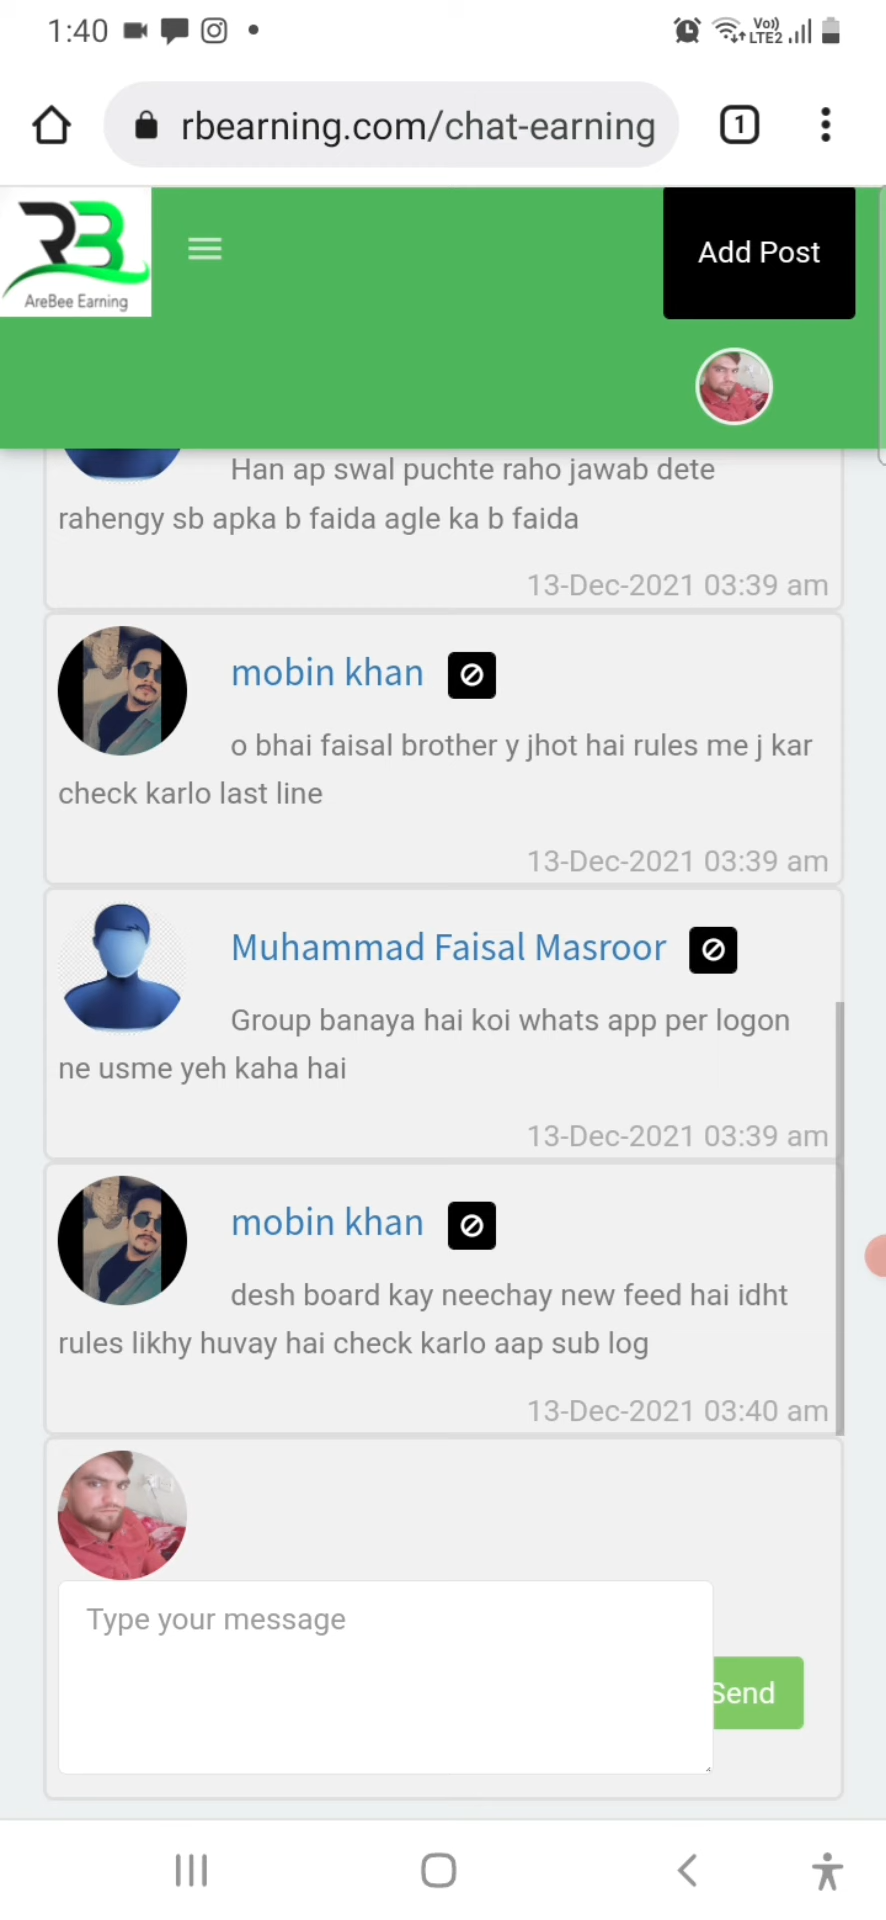 1:40
Vo)) LTE2
rbearning.com/chat-earning
1
AreBee Earning
Add Post
Han ap swal puchte raho jawab dete
rahengy sb apka b faida agle ka b faida
13-Dec-2021 03:39 am
mobin khan
o bhai faisal brother y jhot hai rules me j kar
check karlo last line
13-Dec-2021 03:39 am
Muhammad Faisal Masroor
Group banaya hai koi whats app per logon
ne usme yeh kaha hai
13-Dec-2021 03:39 am
mobin khan
desh board kay neechay new feed hai idht
rules likhy huvay hai check karlo aap sub log
13-Dec-2021 03:40 am
Type your message
Send